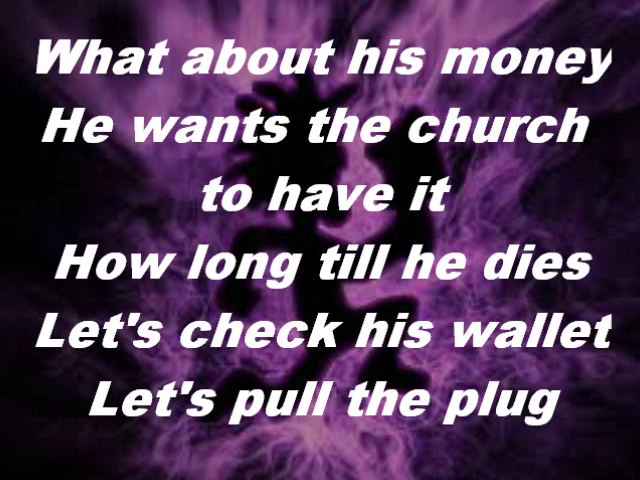 What about his money
He wants the church
to have it
How long till he dies
Let's check his wallet
Let's pull the plug